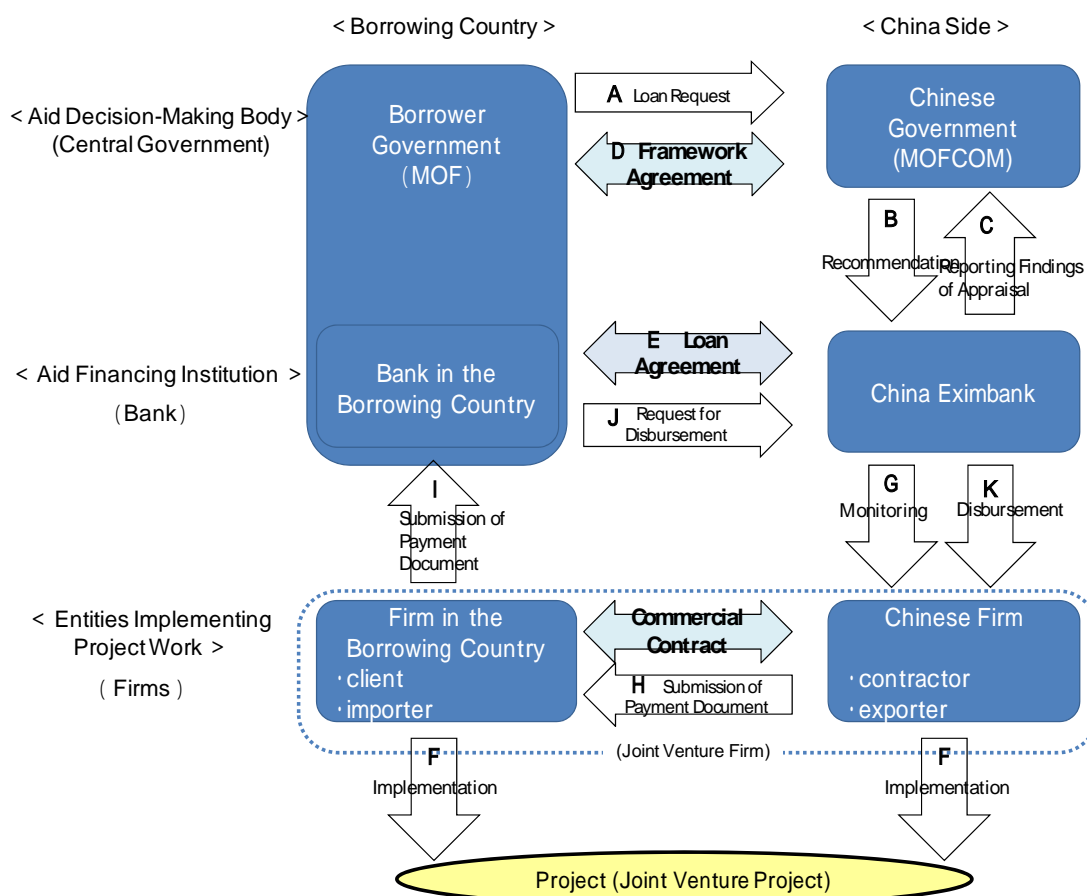 < Borrowing Country >
< China Side >
< Aid Decision-Making Body >
(Central Government)
Borrower
Government
(MOF)
A Loan Request
D Framework
Agreement
Chinese
Government
(MOFCOM)
B
Recommendation
C
Reporting Findings
of Appraisal
< Aid Financing Institution >
(Bank)
Bank in the
Borrowing Country
E Loan
Agreement
J Request for
Disbursement
China Eximbank
I
Submission of
Payment
Document
G
Monitoring
K
Disbursement
< Entities Implementing
Project Work >
( Firms )
Firm in the
Borrowing Country
・client
・importer
Commercial
Contract
H Submission of
Payment Document
Chinese Firm
・contractor
・exporter
(Joint Venture Firm)
F
Implementation
F
Implementation
Project (Joint Venture Project)